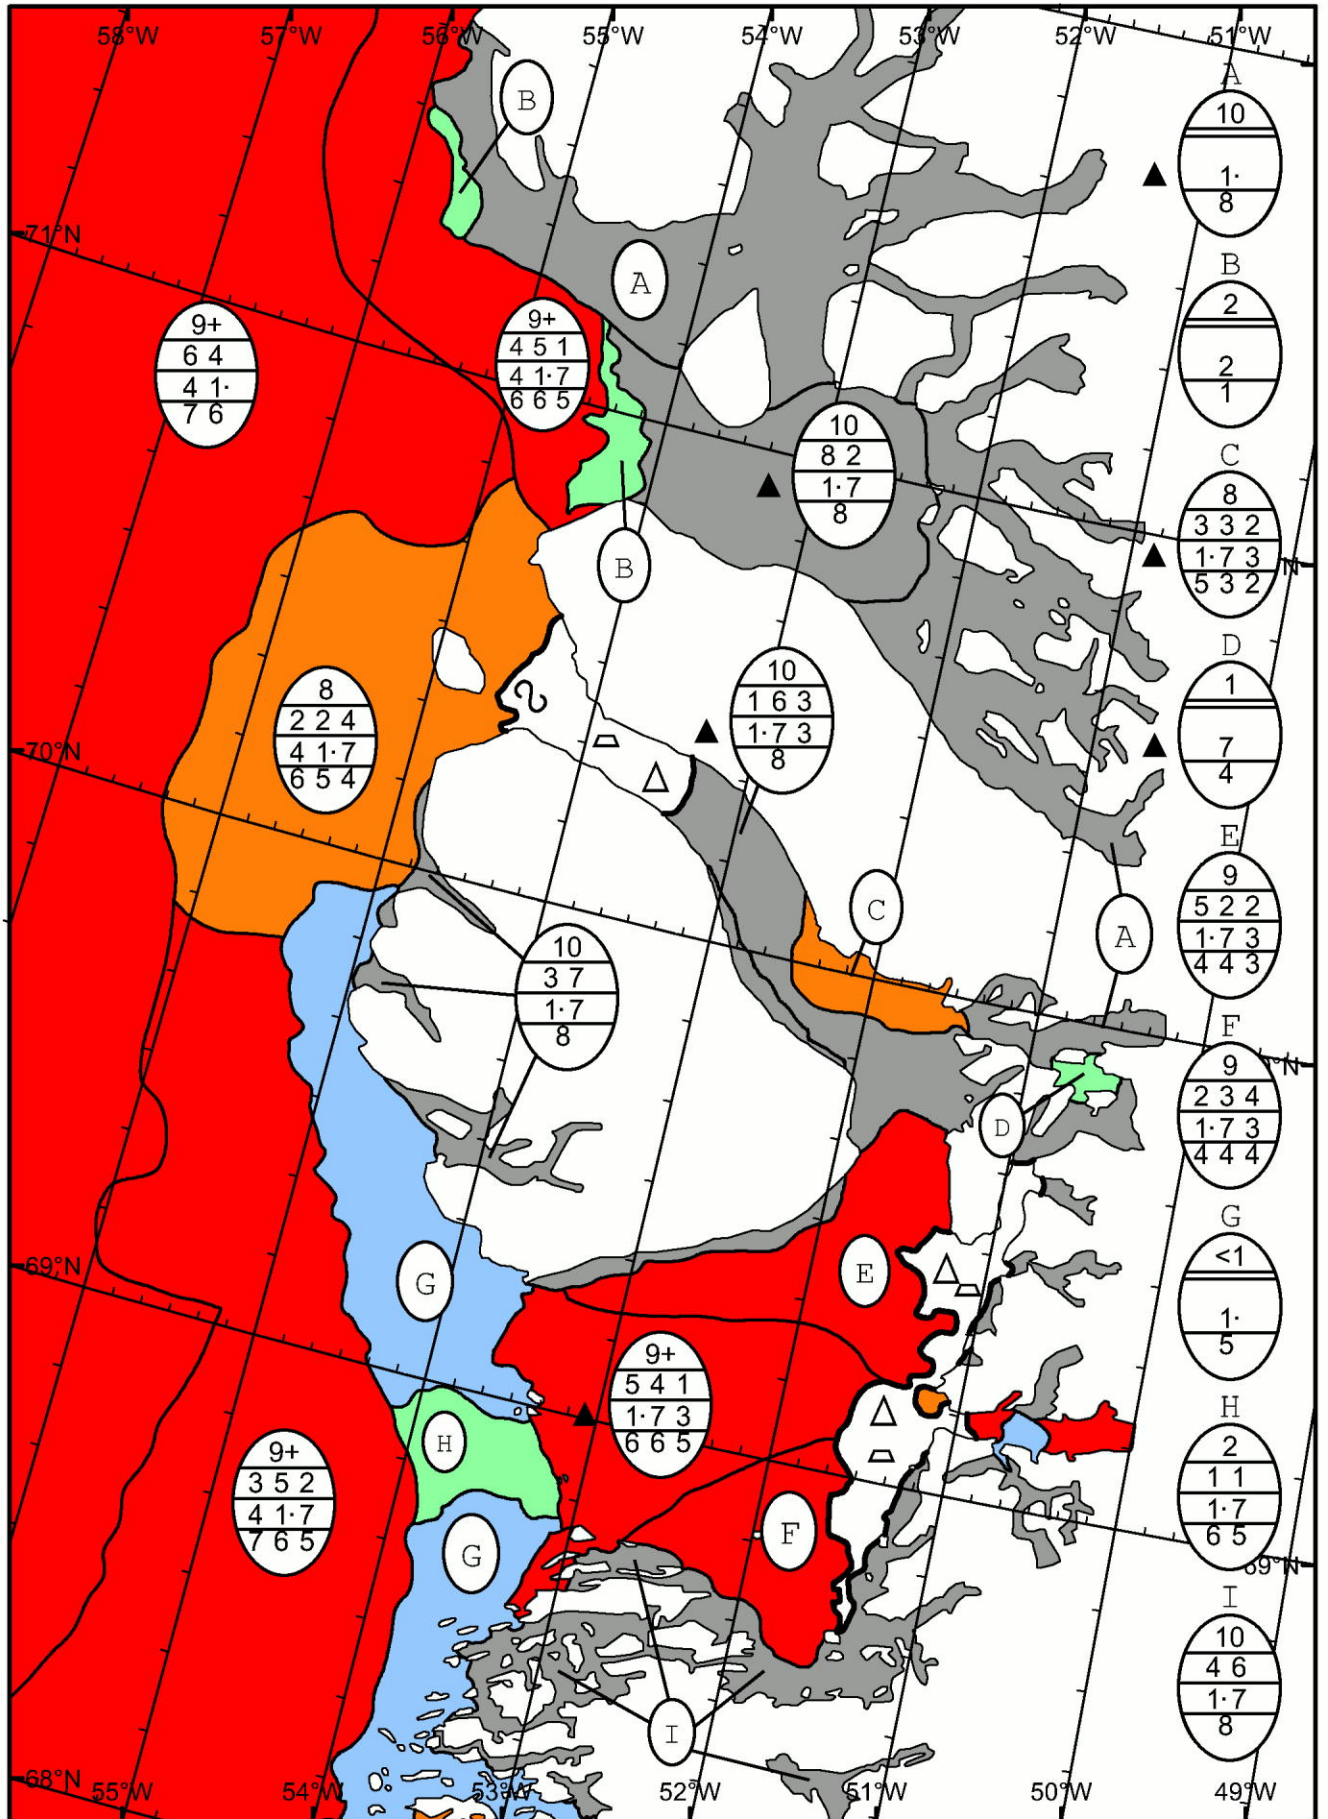 58°W 57°W 56°W 55°W 54°W 53°W 52°W 51°W
A
10
1·
8
B
71°N
A
B
2
2
1
9+
6 4
4 1·
7 6
9+
4 5 1
4 1·7
6 6 5
10
8 2
1·7
8
C
8
3 3 2
1·7 3
5 3 2
N
B
D
1
7
4
10
1 6 3
1·7 3
8
8
2 2 4
4 1·7
6 5 4
70°N
E
9
5 2 2
1·7 3
4 4 3
C
A
10
3 7
1·7
8
F
9
2 3 4
1·7 3
4 4 4
°N
D
G
<1
1·
5
69°N
G
E
9+
5 4 1
1·7 3
6 6 5
H
2
1 1
1·7
6 5
H
9+
3 5 2
4 1·7
7 6 5
F
G
69°N
I
10
4 6
1·7
8
I
68°N
55°W 54°W 53°W 52°W 51°W 50°W 49°W